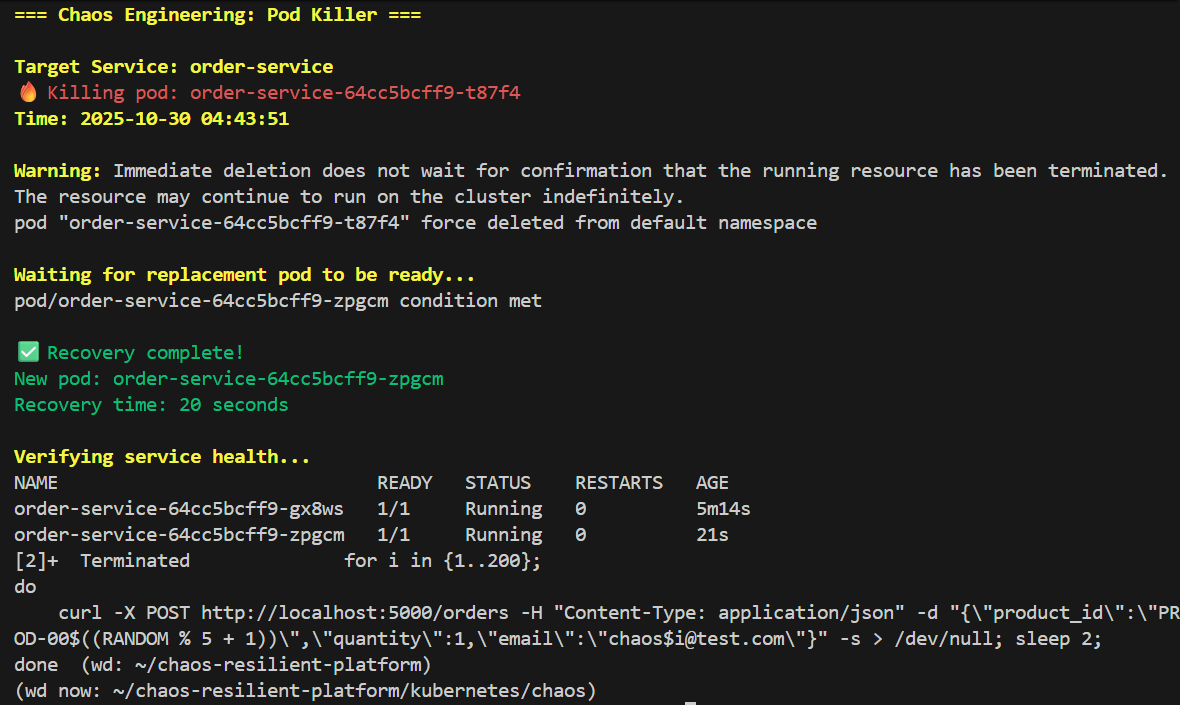 === Chaos Engineering: Pod Killer ===
Target Service: order-service
🔥 Killing pod: order-service-64cc5bcff9-t87f4
Time: 2025-10-30 04:43:51
Warning: Immediate deletion does not wait for confirmation that the running resource has been terminated.
The resource may continue to run on the cluster indefinitely.
pod "order-service-64cc5bcff9-t87f4" force deleted from default namespace
Waiting for replacement pod to be ready...
pod/order-service-64cc5bcff9-zpgcm condition met
✅ Recovery complete!
New pod: order-service-64cc5bcff9-zpgcm
Recovery time: 20 seconds
Verifying service health...
NAME                             READY   STATUS    RESTARTS   AGE
order-service-64cc5bcff9-gx8ws   1/1     Running   0          5m14s
order-service-64cc5bcff9-zpgcm   1/1     Running   0          21s
[2]+  Terminated              for i in {1..200};
do
    curl -X POST http://localhost:5000/orders -H "Content-Type: application/json" -d "{\"product_id\":\"PR
OD-00$((RANDOM % 5 + 1))\",\"quantity\":1,\"email\":\"chaos$i@test.com\"}" -s > /dev/null; sleep 2;
done  (wd: ~/chaos-resilient-platform)
(wd now: ~/chaos-resilient-platform/kubernetes/chaos)